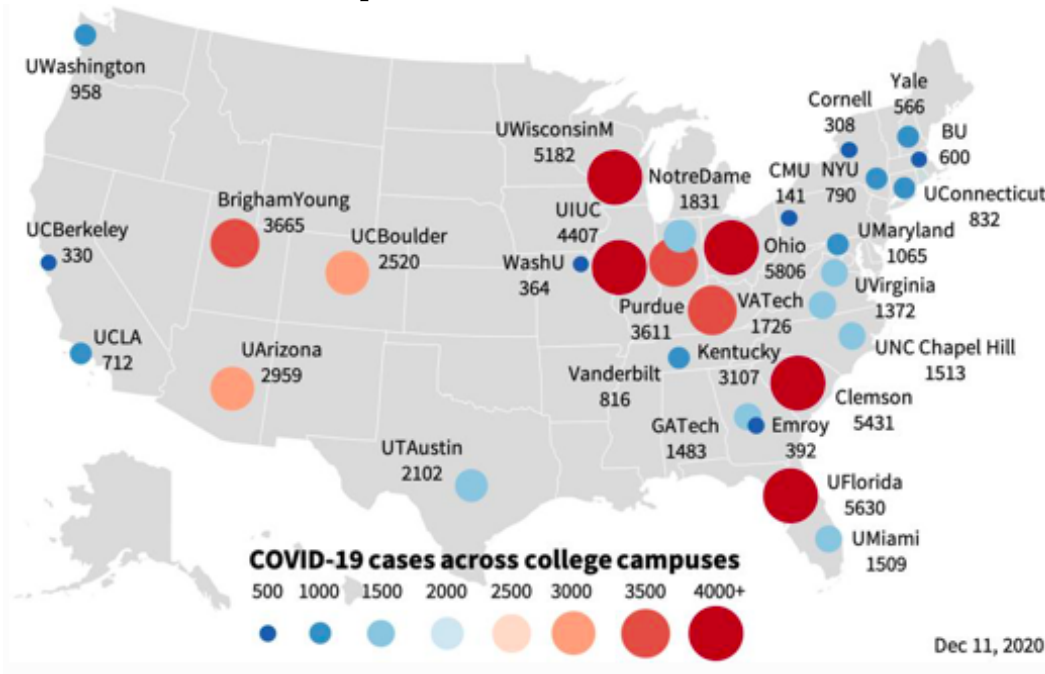 UWashington
958
UCBerkeley
330
UCLA
712
BrighamYoung
3665
UCBoulder
2520
UArizona
2959
UTAustin
2102
UWisconsinM
5182
UIUC
4407
WashU
364
NotreDame
1831
Purdue
3611
Vanderbilt
816
Kentucky
3107
GATech
1483
CMU
141
Cornell
308
NYU
790
Yale
566
BU
600
UConnecticut
832
Ohio
5806
UMaryland
1065
VATech
1726
UVirginia
1372
UNC Chapel Hill
1513
Clemson
5431
Emroy
392
UFlorida
5630
UMiami
1509
COVID-19 cases across college campuses
500 1000 1500 2000 2500 3000 3500 4000+
Dec 11, 2020